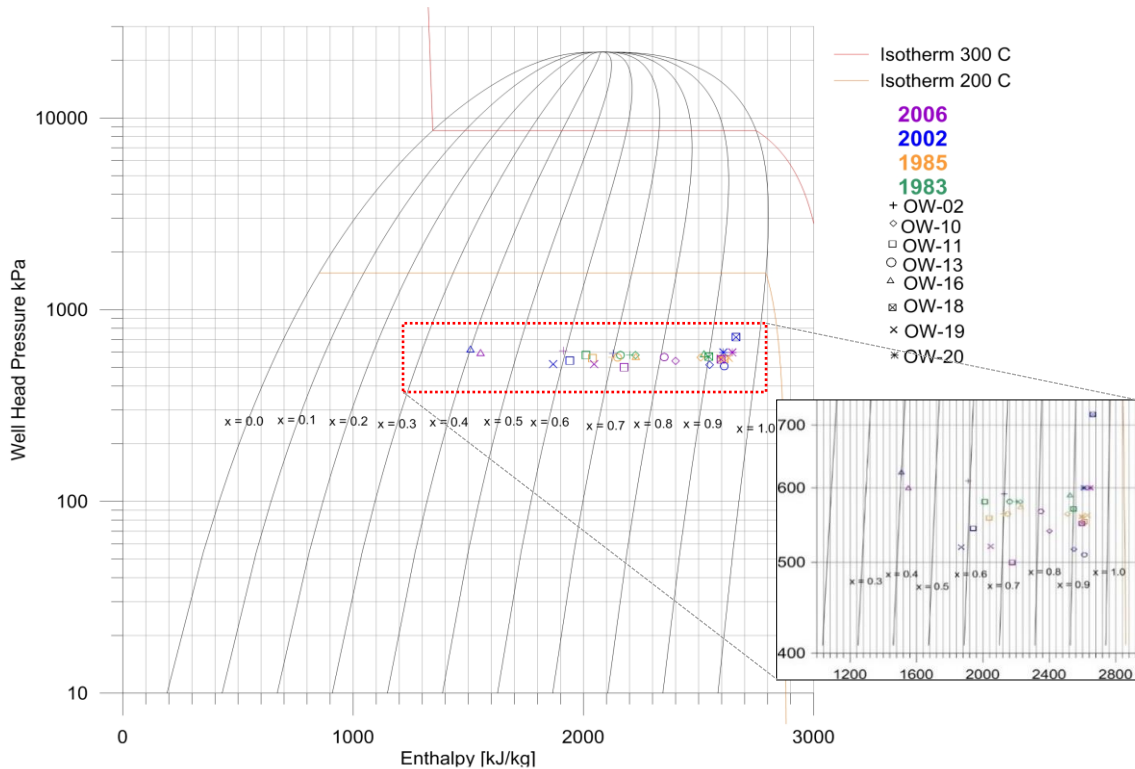 Isotherm 300 C
Isotherm 200 C
2006
2002
1985
1983
OW-02
OW-10
OW-11
OW-13
OW-16
OW-18
OW-19
OW-20
Well Head Pressure kPa
10000
1000
100
10
x = 0.0
x = 0.1
x = 0.2
x = 0.3
x = 0.4
x = 0.5
x = 0.6
x = 0.7
x = 0.8
x = 0.9
x = 1.0
0
1000
2000
3000
Enthalpy [kJ/kg]
700
600
500
400
x = 0.3
x = 0.4
x = 0.5
x = 0.6
x = 0.7
x = 0.8
x = 0.9
x = 1.0
1200
1600
2000
2400
2800